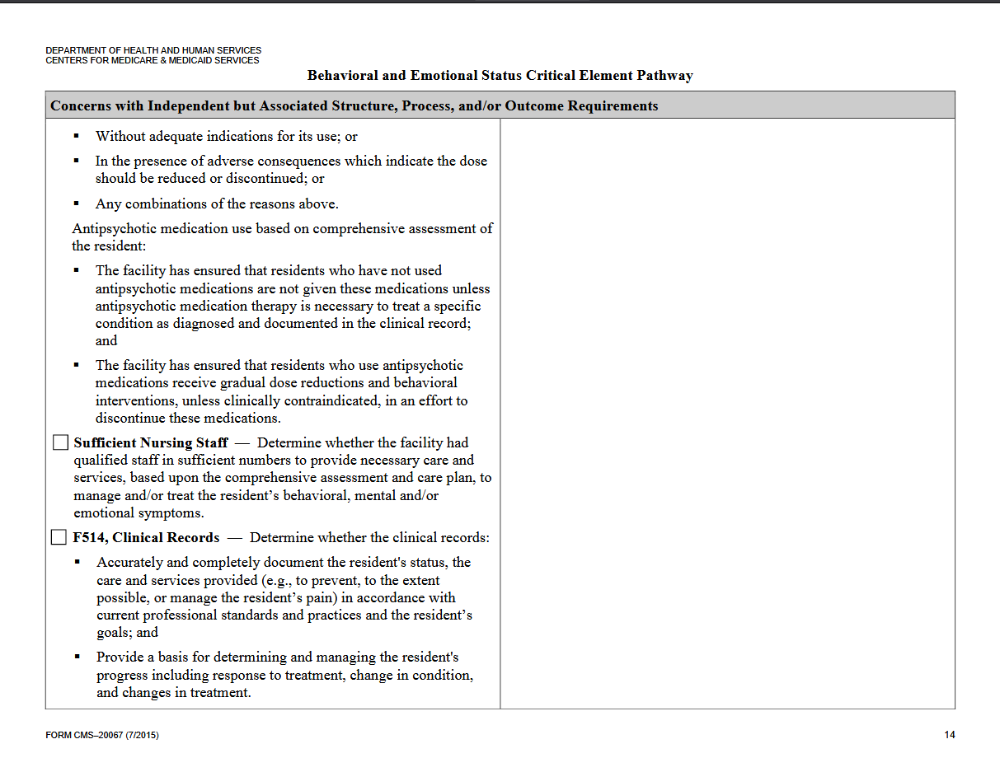 DEPARTMENT OF HEALTH AND HUMAN SERVICES
CENTERS FOR MEDICARE & MEDICAID SERVICES
Behavioral and Emotional Status Critical Element Pathway
Concerns with Independent but Associated Structure, Process, and/or Outcome Requirements
▪ Without adequate indications for its use; or
▪ In the presence of adverse consequences which indicate the dose
should be reduced or discontinued; or
▪ Any combinations of the reasons above.
Antipsychotic medication use based on comprehensive assessment of
the resident:
▪ The facility has ensured that residents who have not used
antipsychotic medications are not given these medications unless
antipsychotic medication therapy is necessary to treat a specific
condition as diagnosed and documented in the clinical record;
and
▪ The facility has ensured that residents who use antipsychotic
medications receive gradual dose reductions and behavioral
interventions, unless clinically contraindicated, in an effort to
discontinue these medications.
Sufficient Nursing Staff — Determine whether the facility had
qualified staff in sufficient numbers to provide necessary care and
services, based upon the comprehensive assessment and care plan, to
manage and/or treat the resident’s behavioral, mental and/or
emotional symptoms.
F514, Clinical Records — Determine whether the clinical records:
▪ Accurately and completely document the resident's status, the
care and services provided (e.g., to prevent, to the extent
possible, or manage the resident’s pain) in accordance with
current professional standards and practices and the resident’s
goals; and
▪ Provide a basis for determining and managing the resident's
progress including response to treatment, change in condition,
and changes in treatment.
FORM CMS–20067 (7/2015)
14